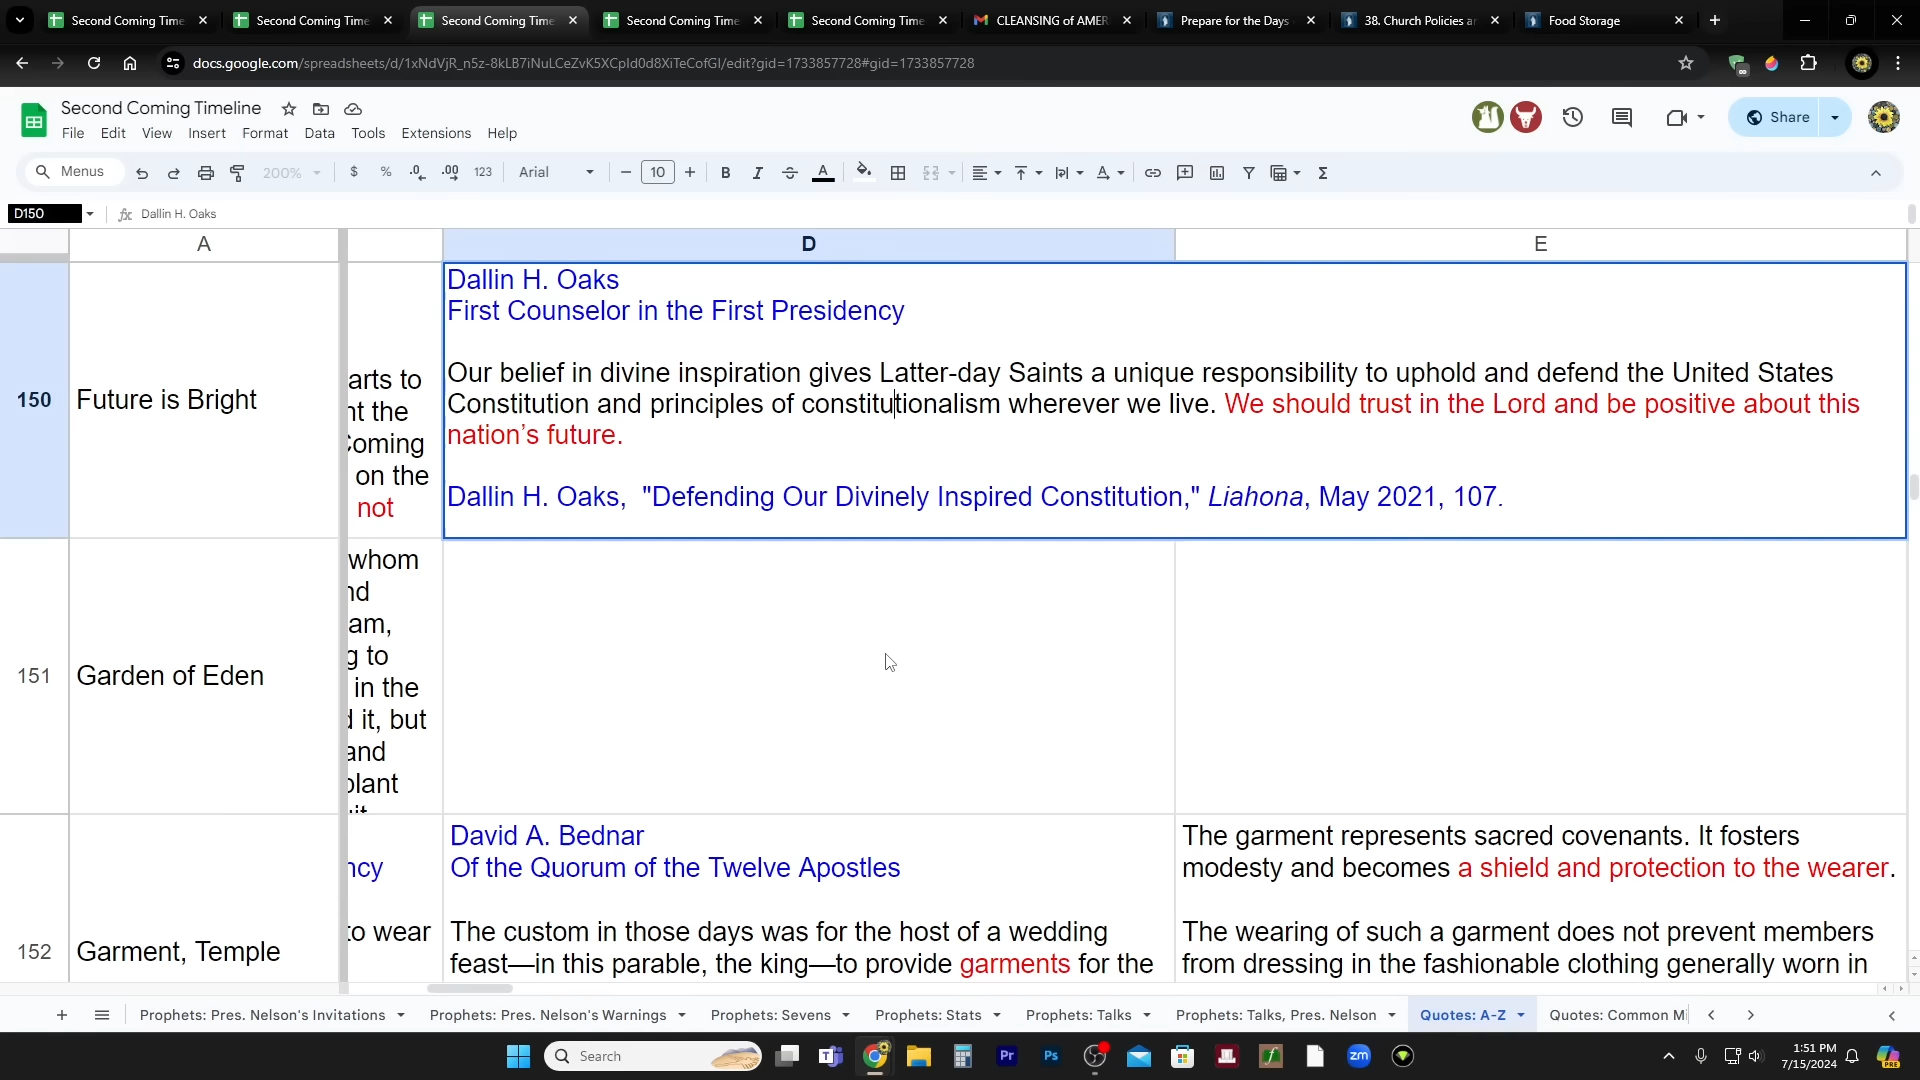 Second Coming Time
Second Coming Time
Second Coming Time
Second Coming Time
Second Coming Time
CLEANSING of AMER
Prepare for the Days
38. Church Policies an
Food Storage
docs.google.com/spreadsheets/d/1xNdVjR_n5z-8kLB7iNuLCeZvK5XCpId0d8XiTeCofGI/edit?gid=1733857728#gid=1733857728
Second Coming Timeline
File Edit View Insert Format Data Tools Extensions Help
Share
Menus
200%
$ % .0 .00 123
Arial
10
D150
fx Dallin H. Oaks
A D E
150
Future is Bright
arts to
nt the
Coming
on the
not
Dallin H. Oaks
First Counselor in the First Presidency
Our belief in divine inspiration gives Latter-day Saints a unique responsibility to uphold and defend the United States
Constitution and principles of constitutionalism wherever we live. We should trust in the Lord and be positive about this
nation's future.
Dallin H. Oaks, "Defending Our Divinely Inspired Constitution," Liahona, May 2021, 107.
151
Garden of Eden
whom
nd
am,
g to
in the
d it, but
and
plant
152
Garment, Temple
ncy
to wear
David A. Bednar
Of the Quorum of the Twelve Apostles
The custom in those days was for the host of a wedding
feast—in this parable, the king—to provide garments for the
The garment represents sacred covenants. It fosters
modesty and becomes a shield and protection to the wearer.
The wearing of such a garment does not prevent members
from dressing in the fashionable clothing generally worn in
Prophets: Pres. Nelson's Invitations
Prophets: Pres. Nelson's Warnings
Prophets: Sevens
Prophets: Stats
Prophets: Talks
Prophets: Talks, Pres. Nelson
Quotes: A-Z
Quotes: Common Mi
Search
Pr
Ps
zm
1:51 PM
7/15/2024
PRE